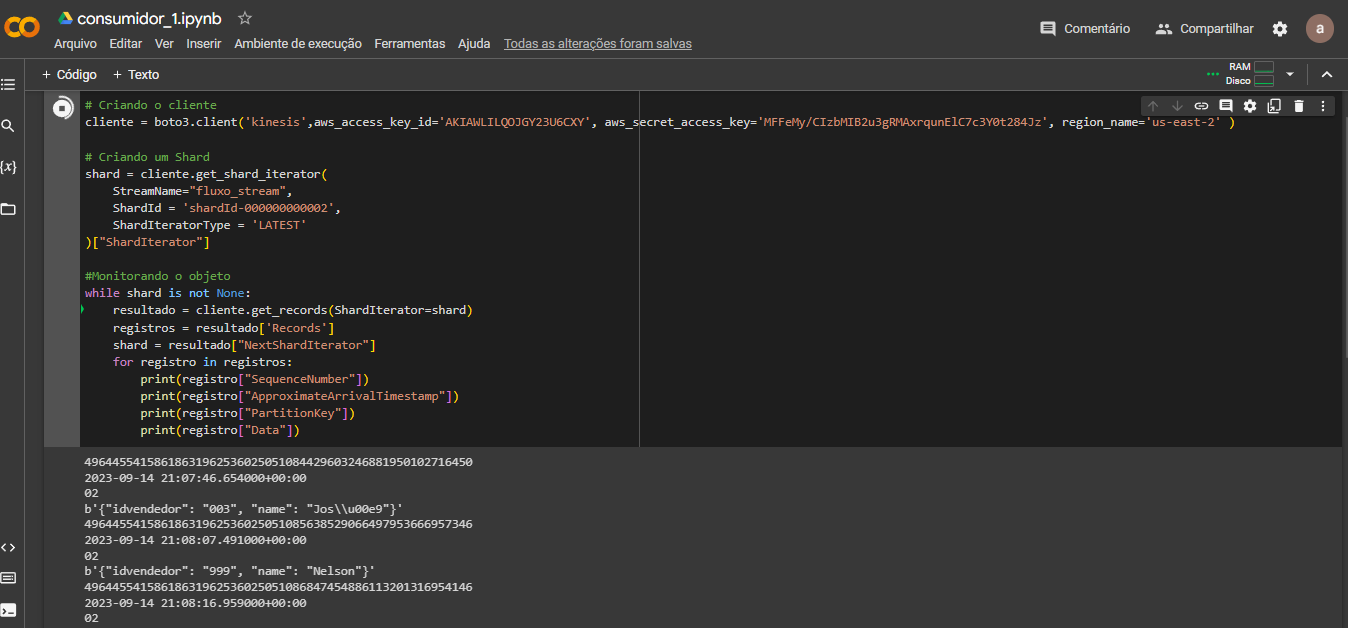 consumidor_1.ipynb
Arquivo Editar Ver Inserir Ambiente de execução Ferramentas Ajuda Todas as alterações foram salvas
Comentário Compartilhar a
+ Código + Texto
RAM
Disco
# Criando o cliente
cliente = boto3.client('kinesis',aws_access_key_id='', aws_secret_access_key='', region_name='us-east-2' )
# Criando um Shard
shard = cliente.get_shard_iterator(
StreamName="fluxo_stream",
ShardId = 'shardId-000000000002',
ShardIteratorType = 'LATEST'
)["ShardIterator"]
#Monitorando o objeto
while shard is not None:
resultado = cliente.get_records(ShardIterator=shard)
registros = resultado['Records']
shard = resultado["NextShardIterator"]
for registro in registros:
print(registro["SequenceNumber"])
print(registro["ApproximateArrivalTimestamp"])
print(registro["PartitionKey"])
print(registro["Data"])
49644554158618631962536025051084429603246881950102716450
2023-09-14 21:07:46.654000+00:00
02
b'{"idvendedor": "003", "name": "Jos\\u00e9"}'
49644554158618631962536025051085638529066497953666957346
2023-09-14 21:08:07.491000+00:00
02
b'{"idvendedor": "999", "name": "Nelson"}'
49644554158618631962536025051086847454886113201316954146
2023-09-14 21:08:16.959000+00:00
02